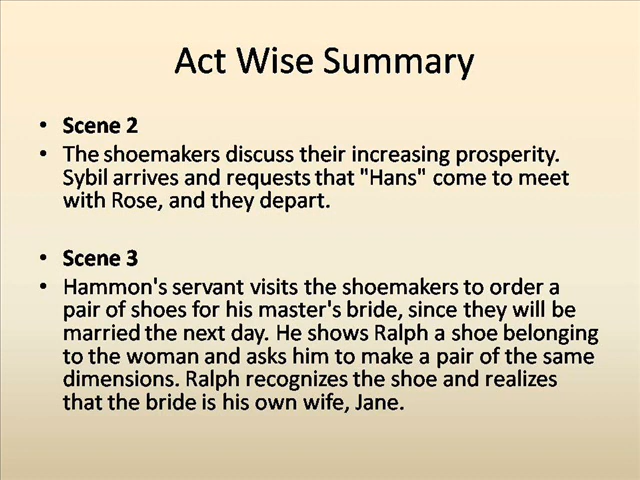 Act Wise Summary
• Scene 2
• The shoemakers discuss their increasing prosperity.
Sybil arrives and requests that "Hans" come to meet
with Rose, and they depart.
• Scene 3
• Hammon's servant visits the shoemakers to order a
pair of shoes for his master's bride, since they will be
married the next day. He shows Ralph a shoe belonging
to the woman and asks him to make a pair of the same
dimensions. Ralph recognizes the shoe and realizes
that the bride is his own wife, Jane.